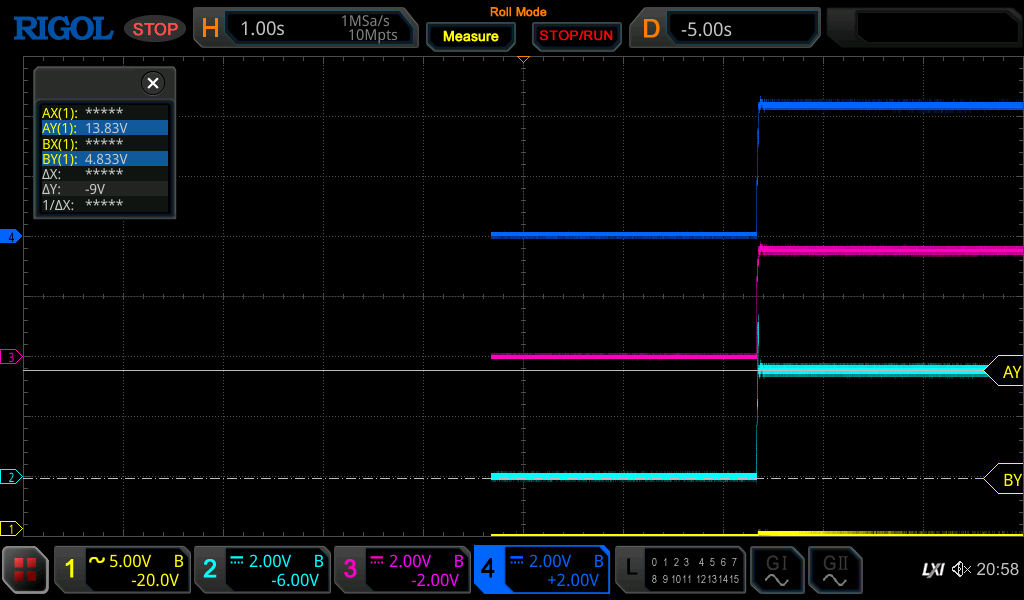 Roll Mode
RIGOL STOP H 1.00s 1MSa/s 10Mpts Measure STOP/RUN D -5.00s
AX(1): *****
AY(1): 13.83V
BX(1): *****
BY(1): 4.833V
ΔX: *****
ΔY: -9V
1/ΔX: *****
4
3
AY
2
BY
1
1 5.00V B -20.0V
2 2.00V B -6.00V
3 2.00V B -2.00V
4 2.00V B +2.00V
L 0 1 2 3 4 5 6 7
8 9 10 11 12 13 14 15
GI
GII
LXI 20:58